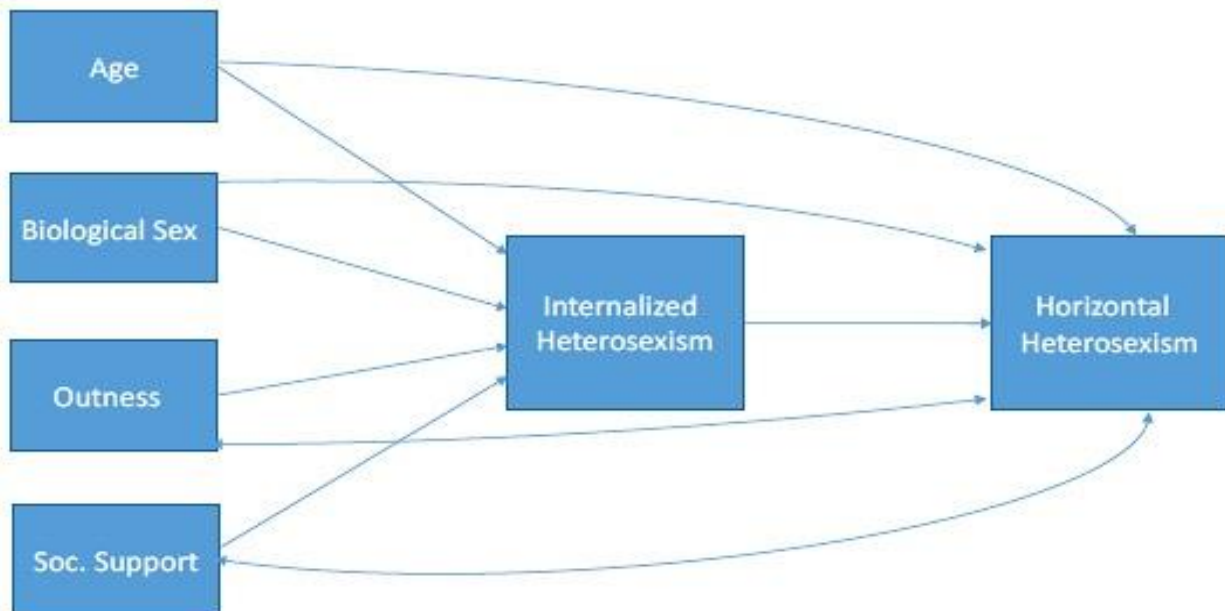 Age
Biological Sex
Outness
Soc. Support
Internalized
Heterosexism
Horizontal
Heterosexism